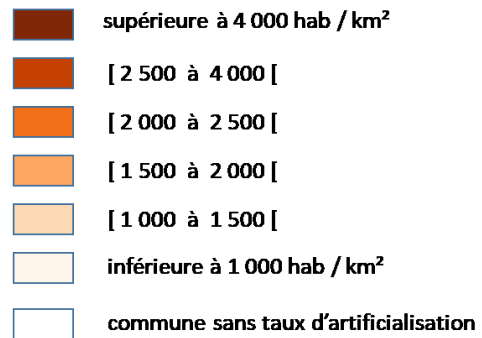 supérieure à 4 000 hab / km²
[ 2 500 à 4 000 [
[ 2 000 à 2 500 [
[ 1 500 à 2 000 [
[ 1 000 à 1 500 [
inférieure à 1 000 hab / km²
commune sans taux d'artificialisation